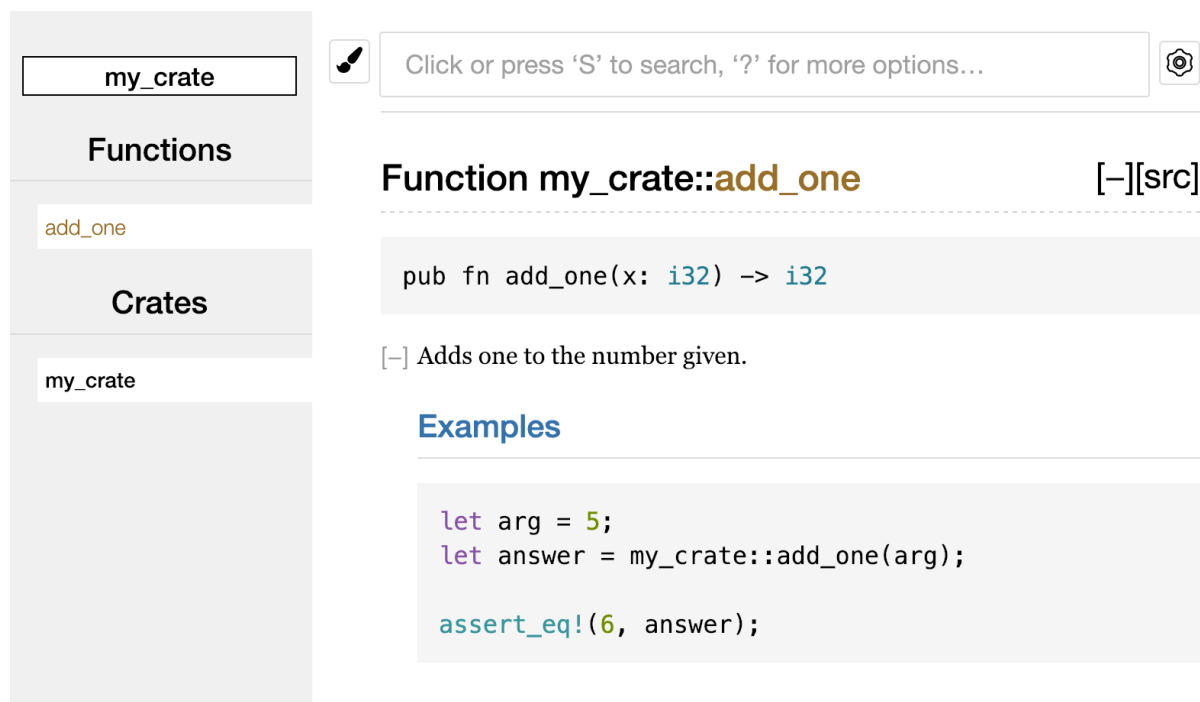 my_crate
Functions
add_one
Crates
my_crate
Click or press ‘S’ to search, ‘?’ for more options…
Function my_crate::add_one [−][src]
pub fn add_one(x: i32) -> i32
[−] Adds one to the number given.
Examples
let arg = 5;
let answer = my_crate::add_one(arg);
assert_eq!(6, answer);